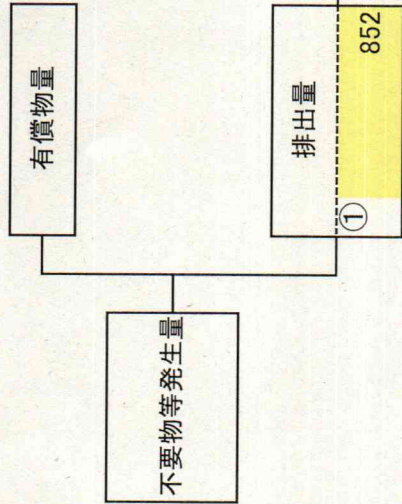 不要物等発生量
有償物量
排出量
①
852